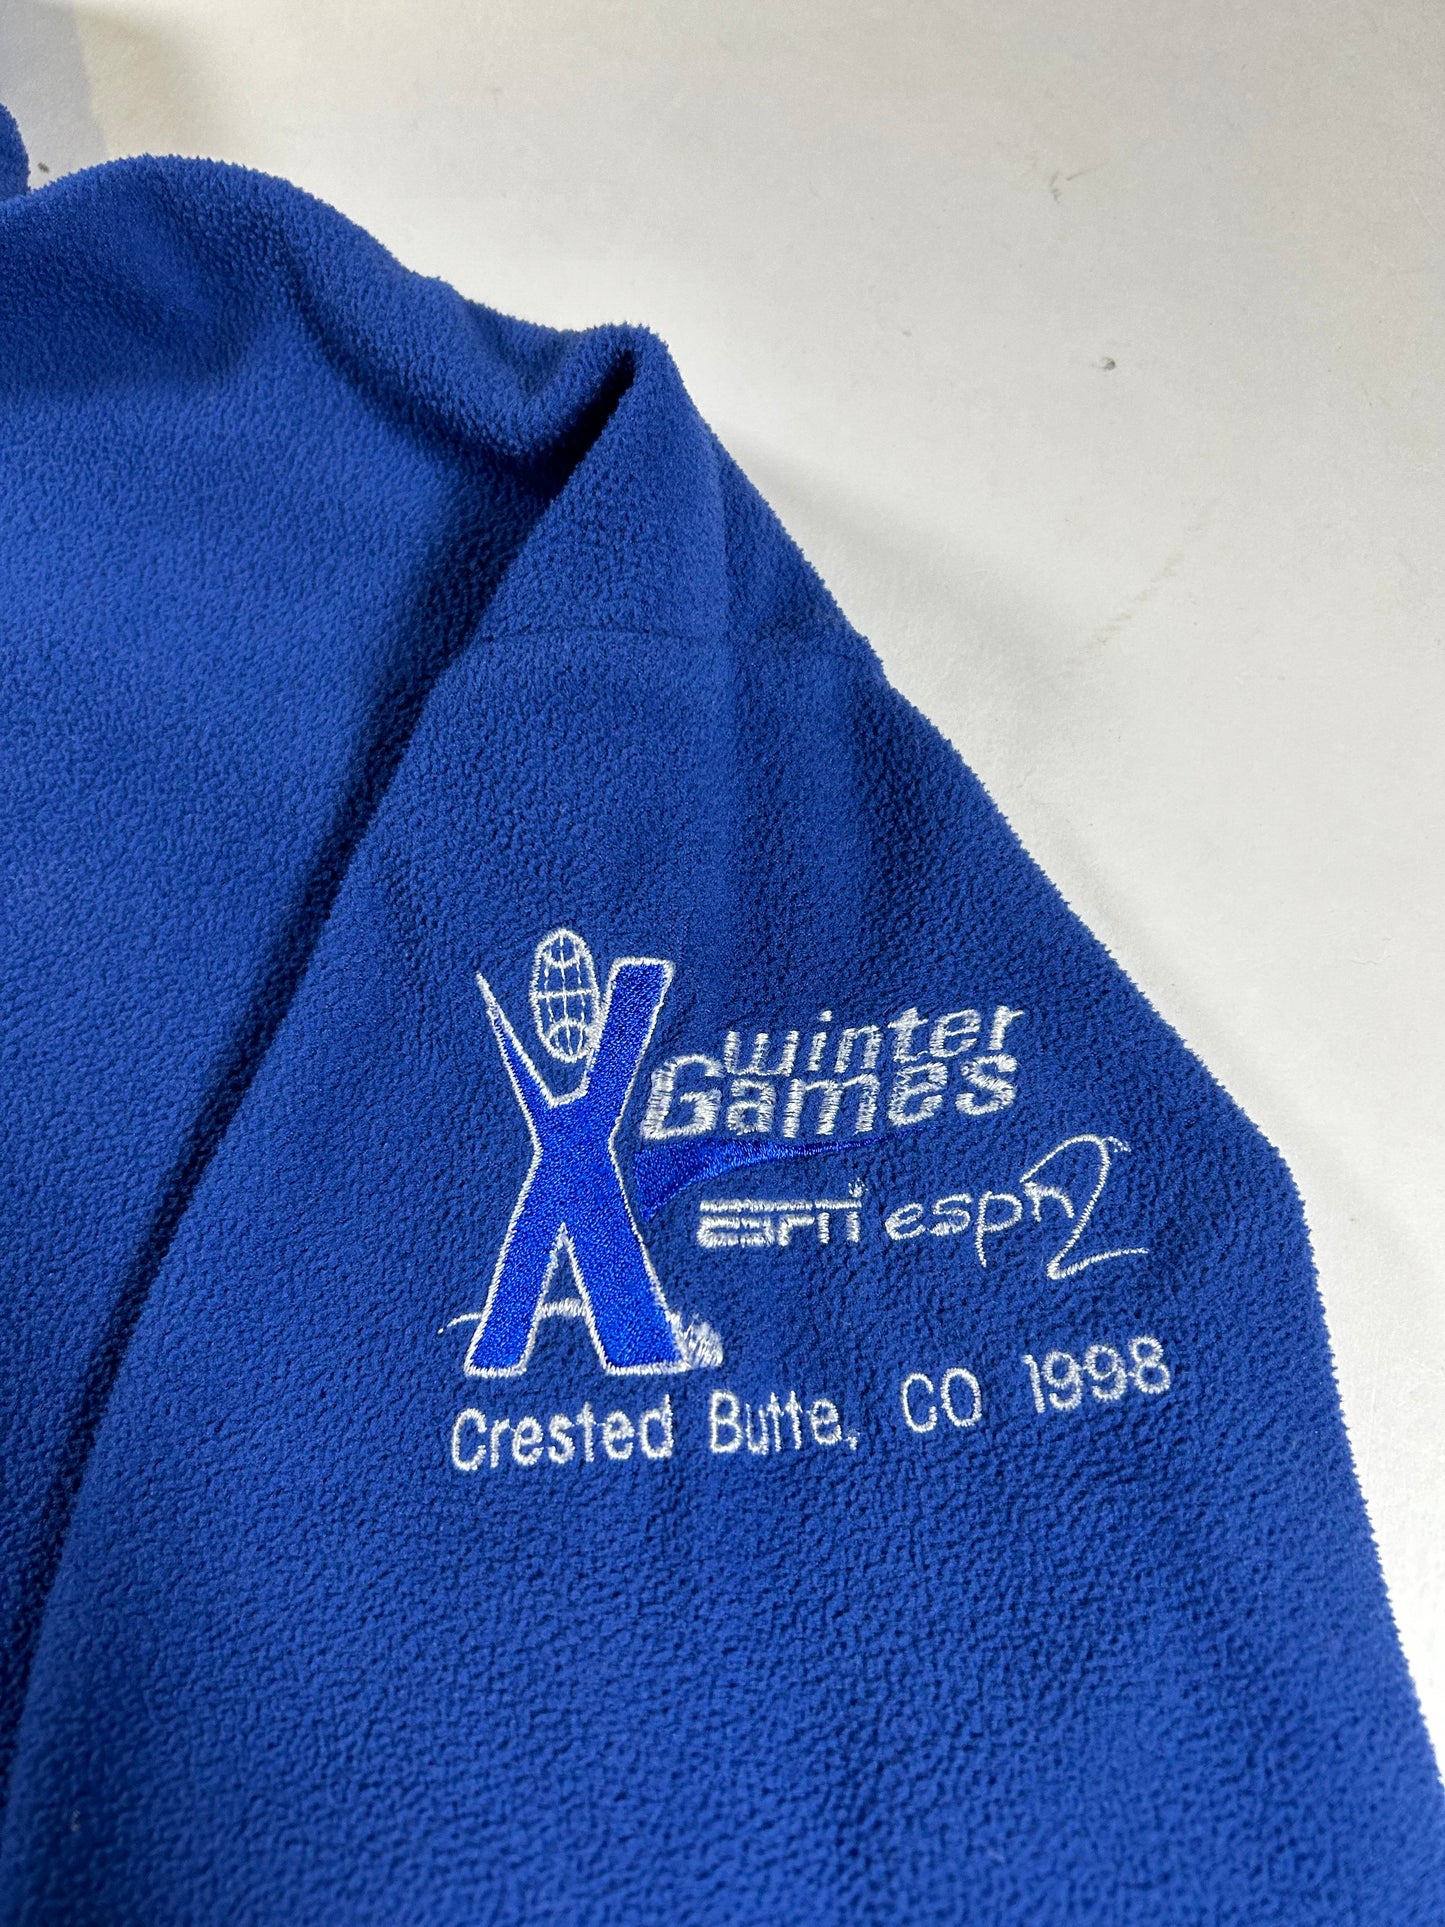 X
winter
Games
ESPN espn2
Crested Butte, CO 1998